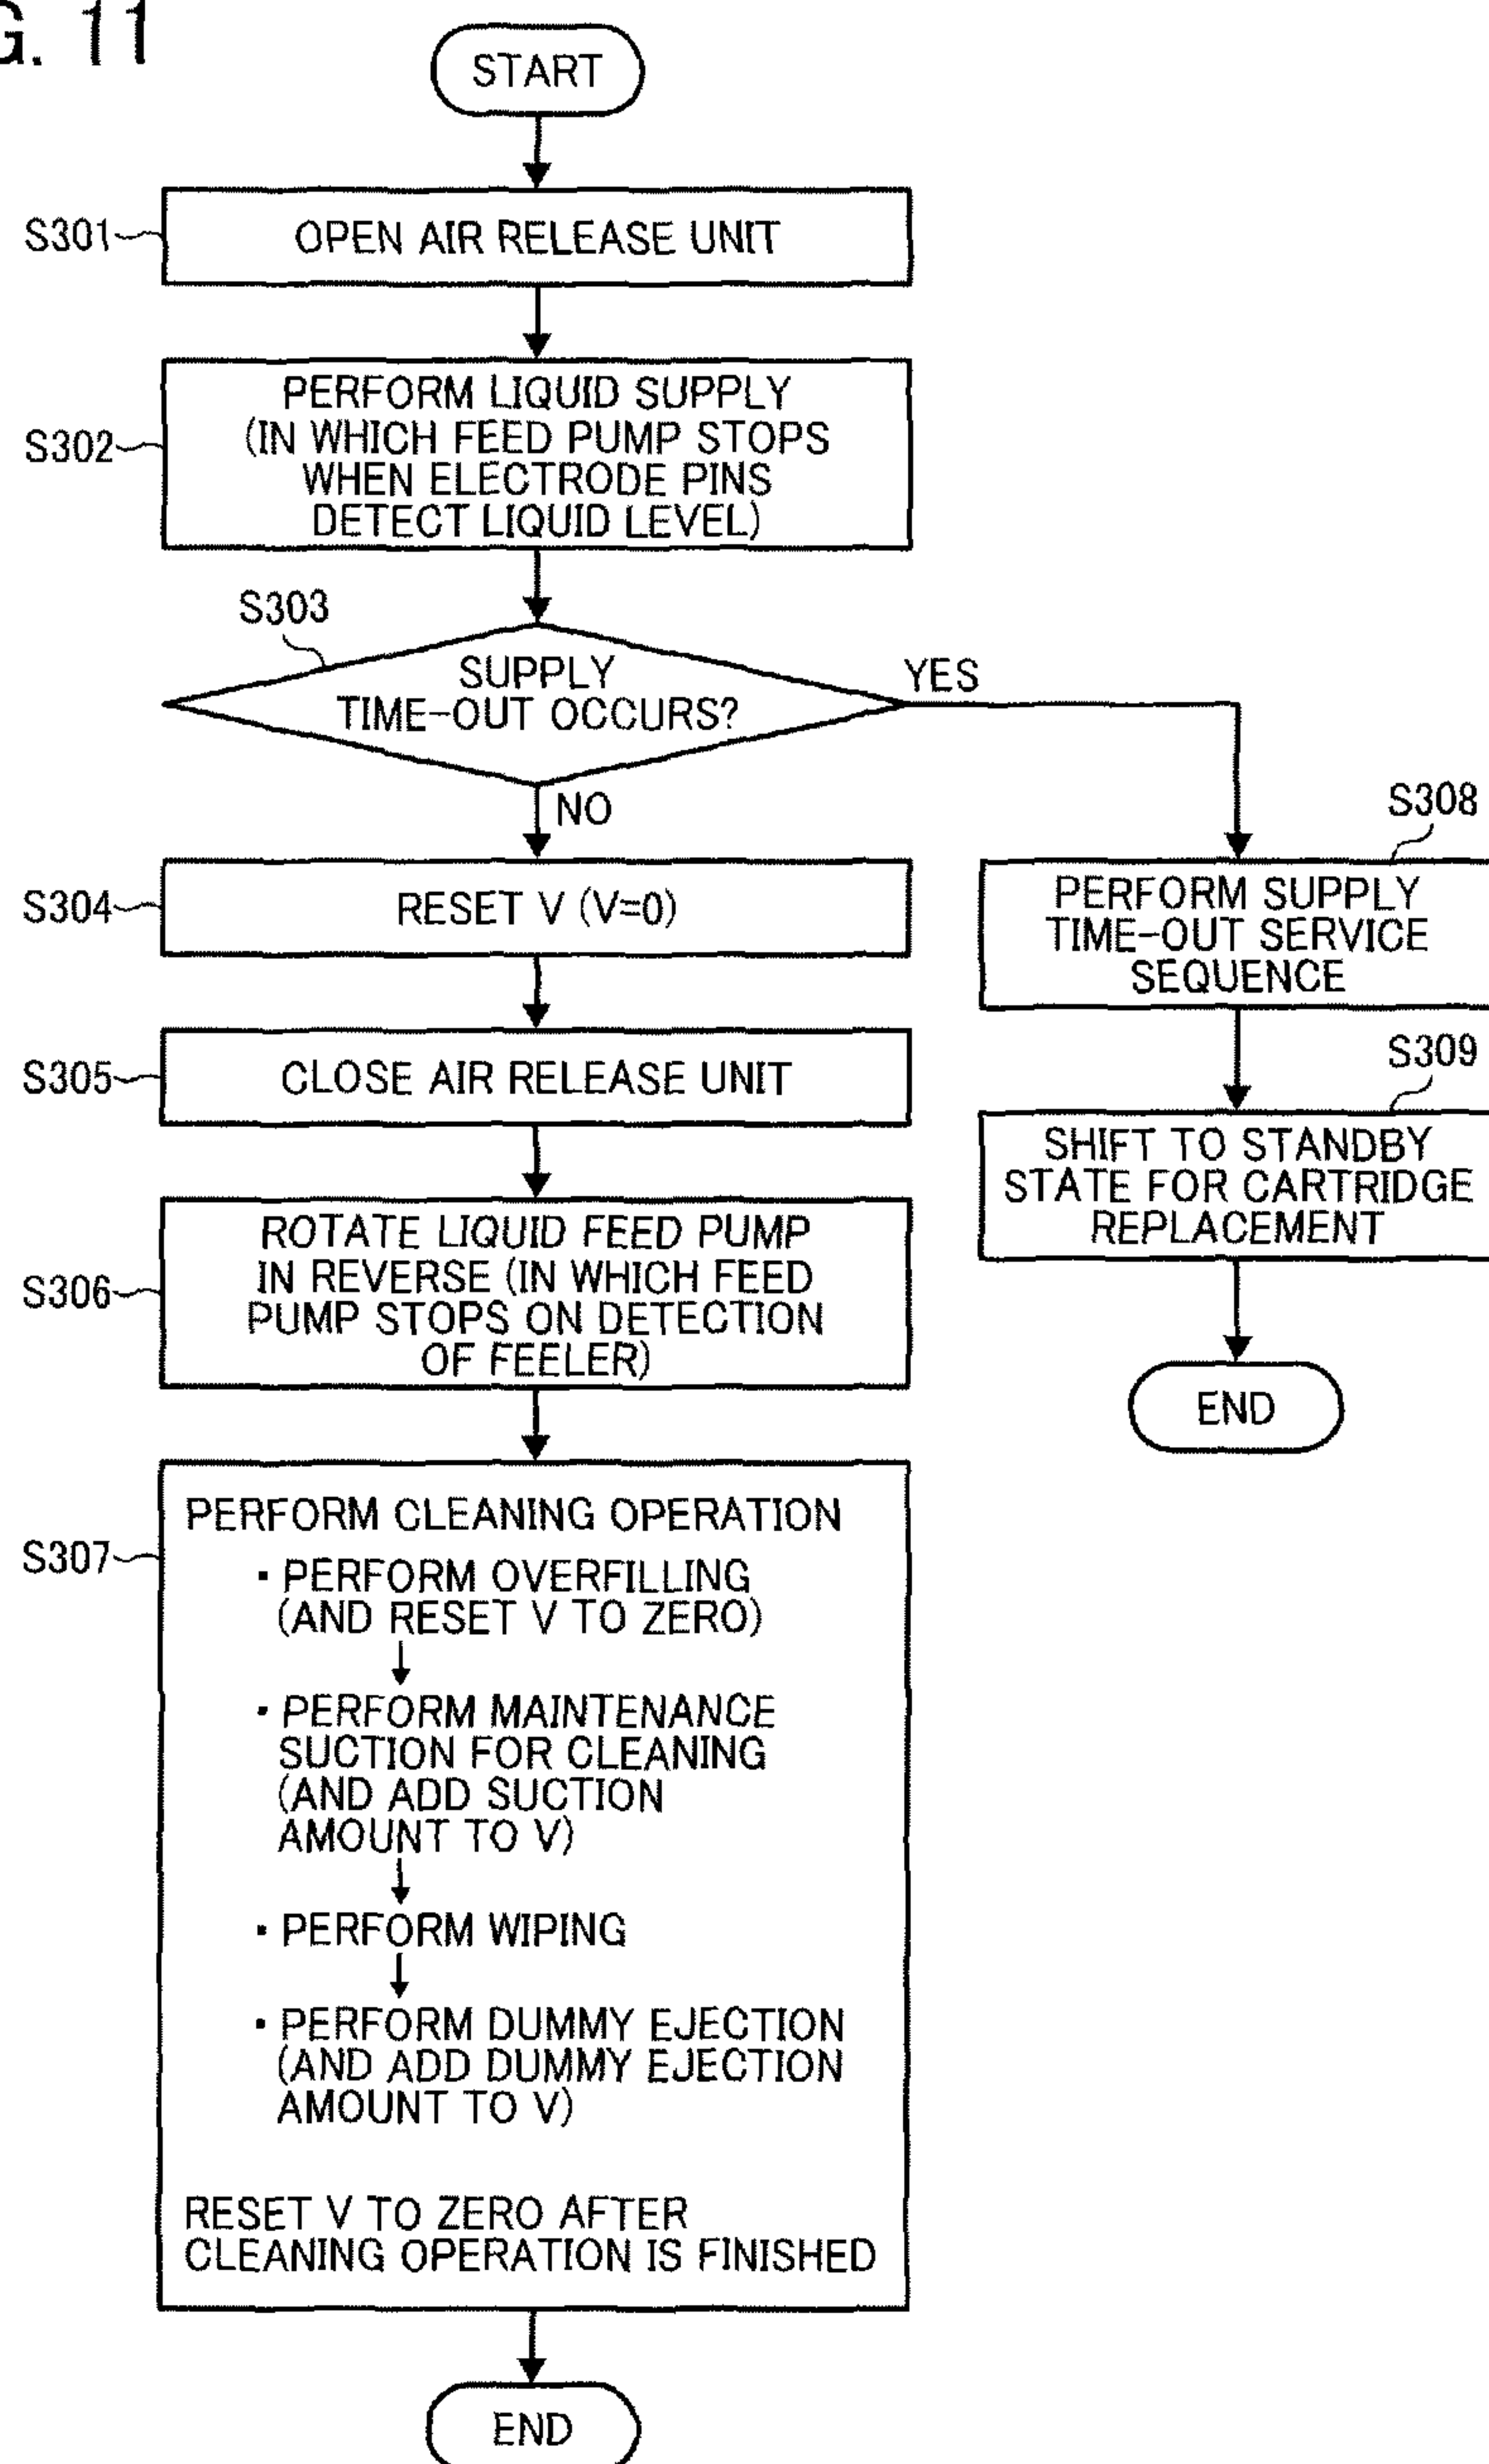 G. 11
START
S301
OPEN AIR RELEASE UNIT
S302
PERFORM LIQUID SUPPLY
(IN WHICH FEED PUMP STOPS
WHEN ELECTRODE PINS
DETECT LIQUID LEVEL)
S303
SUPPLY
TIME-OUT OCCURS?
YES
NO
S304
RESET V (V=0)
S305
CLOSE AIR RELEASE UNIT
S306
ROTATE LIQUID FEED PUMP
IN REVERSE (IN WHICH FEED
PUMP STOPS ON DETECTION
OF FEELER)
S307
PERFORM CLEANING OPERATION
· PERFORM OVERFILLING
(AND RESET V TO ZERO)
· PERFORM MAINTENANCE
SUCTION FOR CLEANING
(AND ADD SUCTION
AMOUNT TO V)
· PERFORM WIPING
· PERFORM DUMMY EJECTION
(AND ADD DUMMY EJECTION
AMOUNT TO V)
RESET V TO ZERO AFTER
CLEANING OPERATION IS FINISHED
END
S308
PERFORM SUPPLY
TIME-OUT SERVICE
SEQUENCE
S309
SHIFT TO STANDBY
STATE FOR CARTRIDGE
REPLACEMENT
END